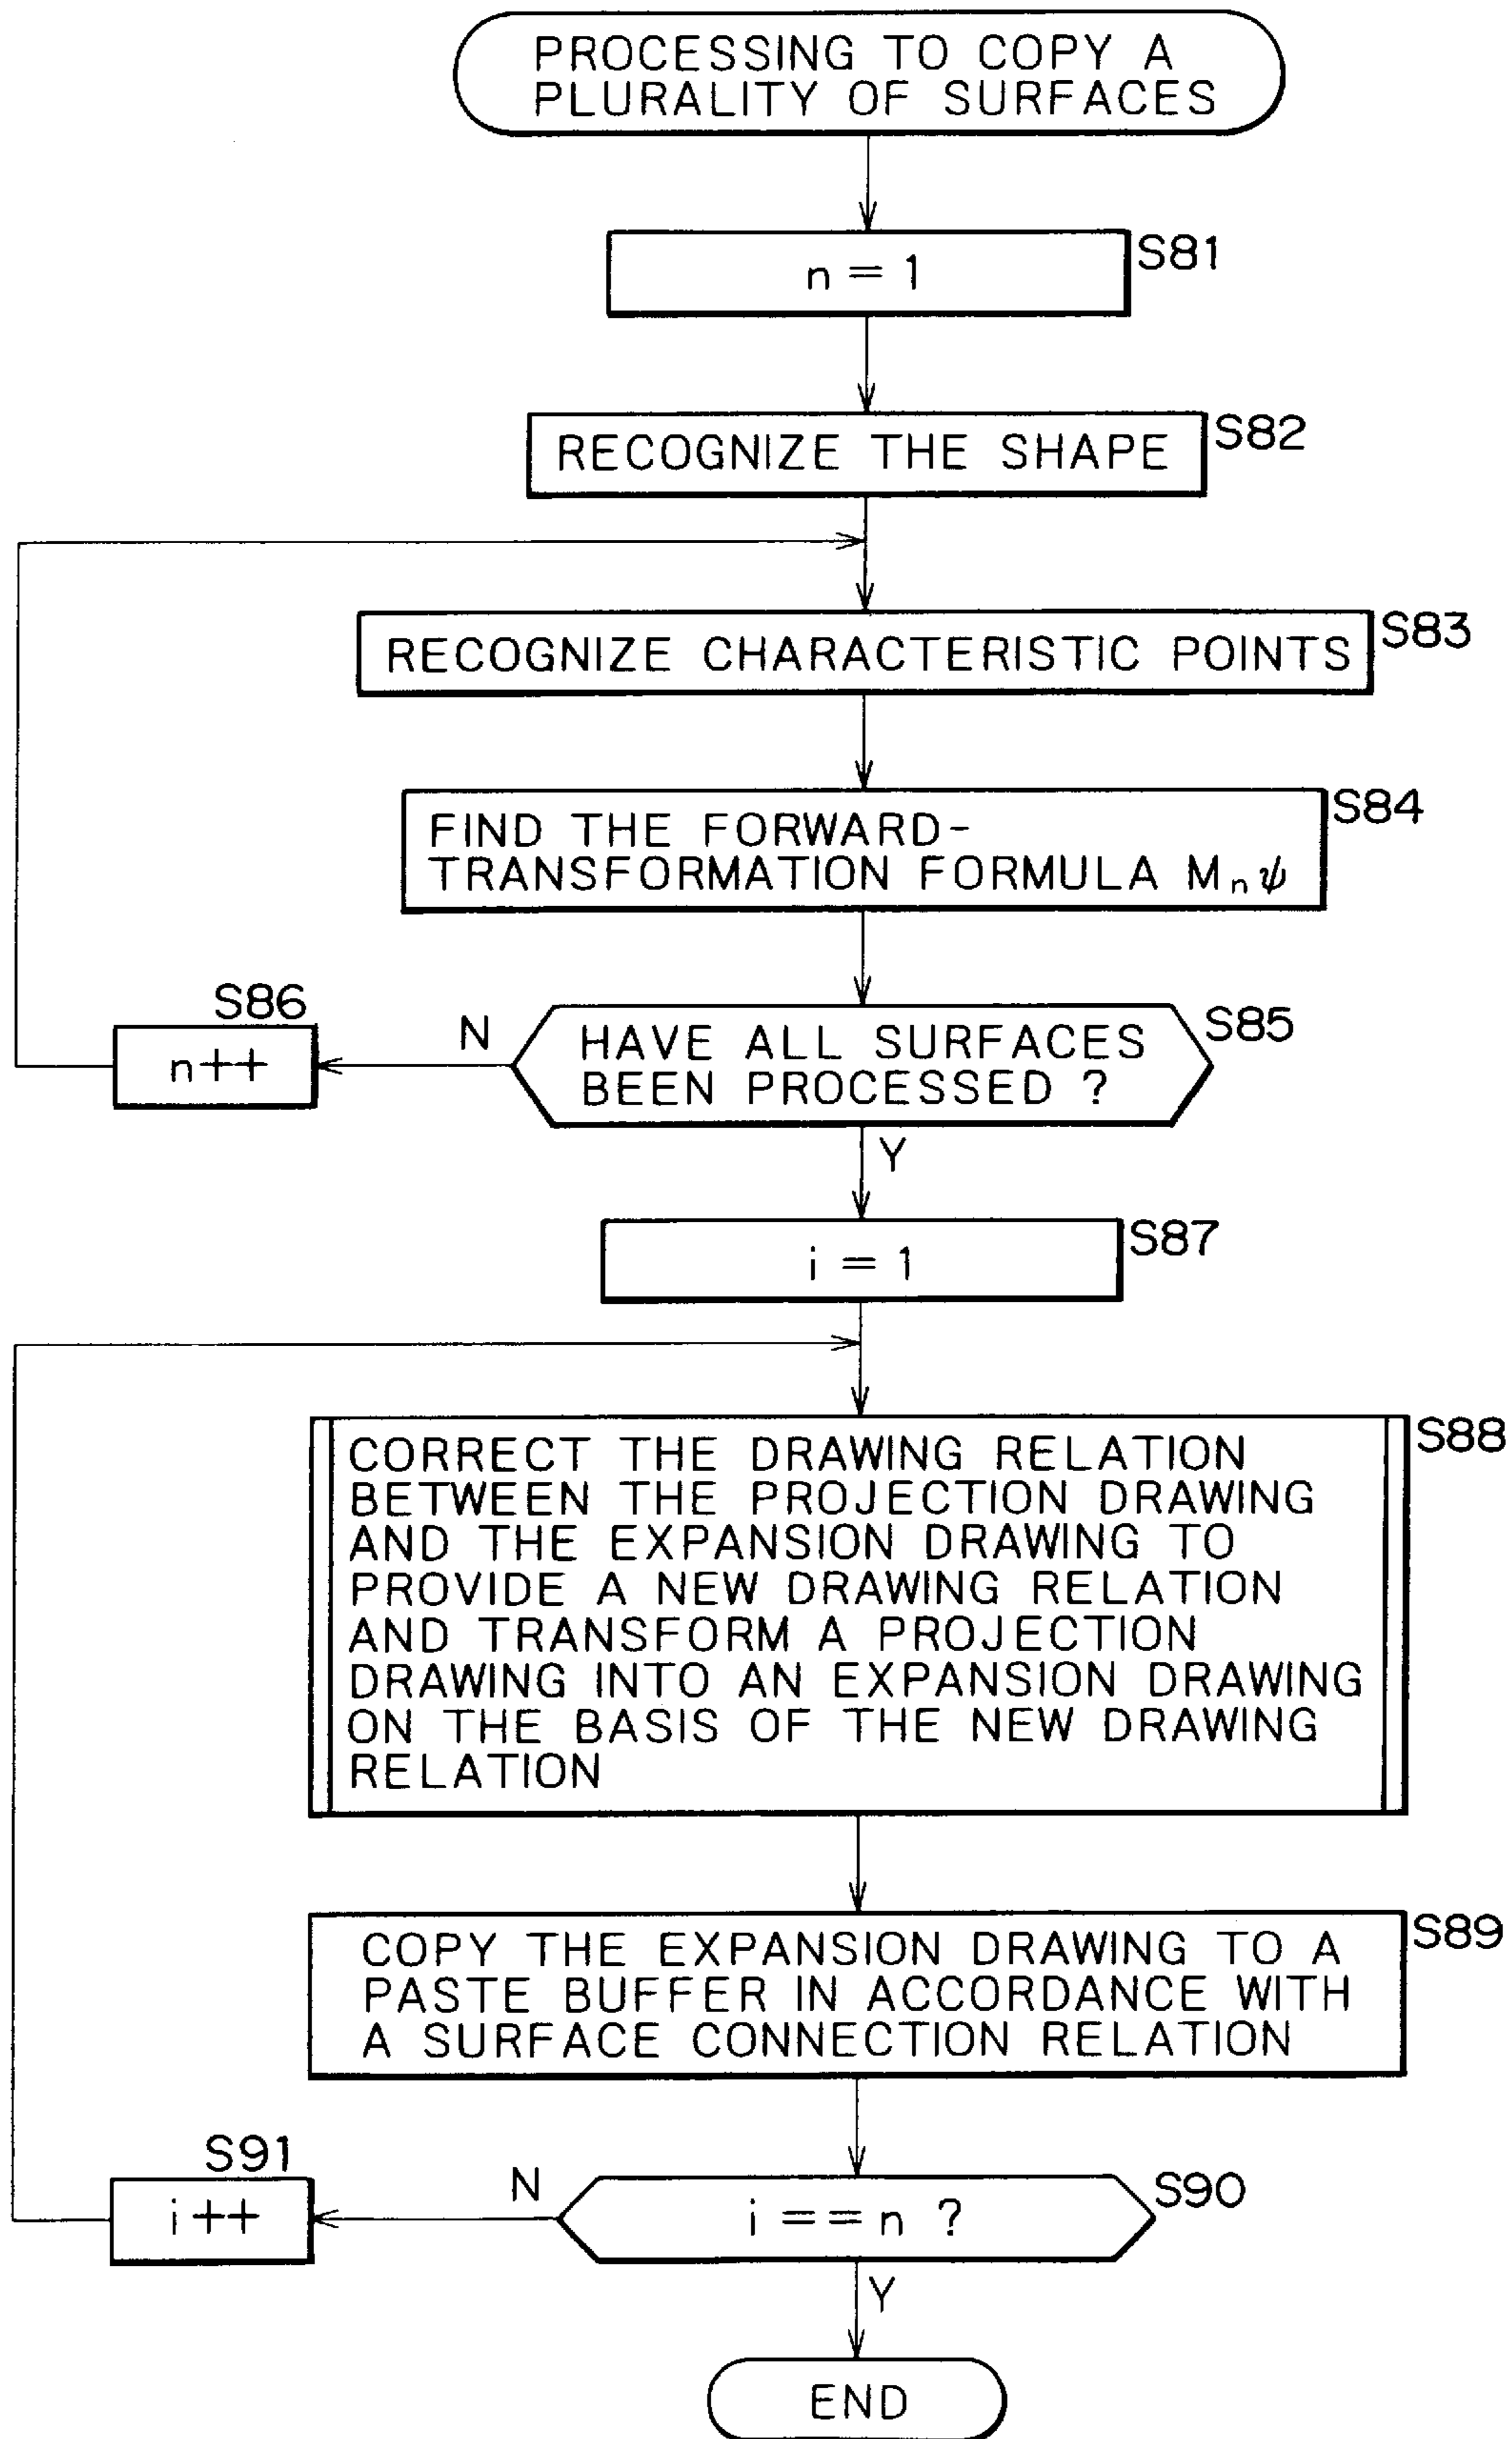 PROCESSING TO COPY A
PLURALITY OF SURFACES
S81
n = 1
S82
RECOGNIZE THE SHAPE
S83
RECOGNIZE CHARACTERISTIC POINTS
S84
FIND THE FORWARD-
TRANSFORMATION FORMULA Mₙψ
S85
HAVE ALL SURFACES
BEEN PROCESSED ?
N
S86
n++
Y
S87
i = 1
S88
CORRECT THE DRAWING RELATION
BETWEEN THE PROJECTION DRAWING
AND THE EXPANSION DRAWING TO
PROVIDE A NEW DRAWING RELATION
AND TRANSFORM A PROJECTION
DRAWING INTO AN EXPANSION DRAWING
ON THE BASIS OF THE NEW DRAWING
RELATION
S89
COPY THE EXPANSION DRAWING TO A
PASTE BUFFER IN ACCORDANCE WITH
A SURFACE CONNECTION RELATION
S90
i == n ?
N
S91
i++
Y
END